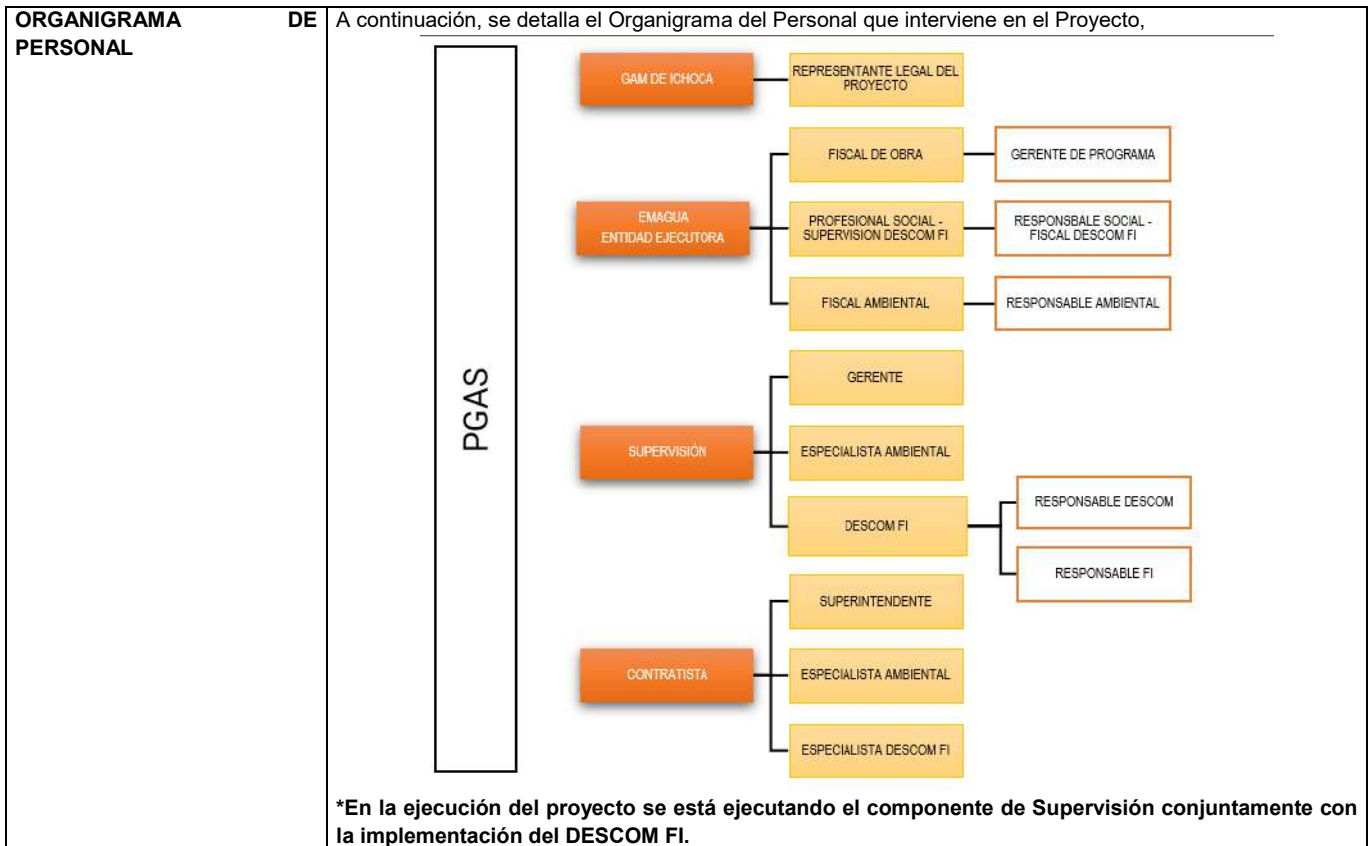 ORGANIGRAMA DE
PERSONAL
A continuación, se detalla el Organigrama del Personal que interviene en el Proyecto,
PGAS
GAM DE ICHOCA
REPRESENTANTE LEGAL DEL
PROYECTO
EMAGUA
ENTIDAD EJECUTORA
FISCAL DE OBRA
GERENTE DE PROGRAMA
PROFESIONAL SOCIAL -
SUPERVISION DESCOM FI
RESPONSBALE SOCIAL -
FISCAL DESCOM FI
FISCAL AMBIENTAL
RESPONSABLE AMBIENTAL
SUPERVISIÓN
GERENTE
ESPECIALISTA AMBIENTAL
DESCOM FI
RESPONSABLE DESCOM
RESPONSABLE FI
CONTRATISTA
SUPERINTENDENTE
ESPECIALISTA AMBIENTAL
ESPECIALISTA DESCOM FI
*En la ejecución del proyecto se está ejecutando el componente de Supervisión conjuntamente con
la implementación del DESCOM FI.